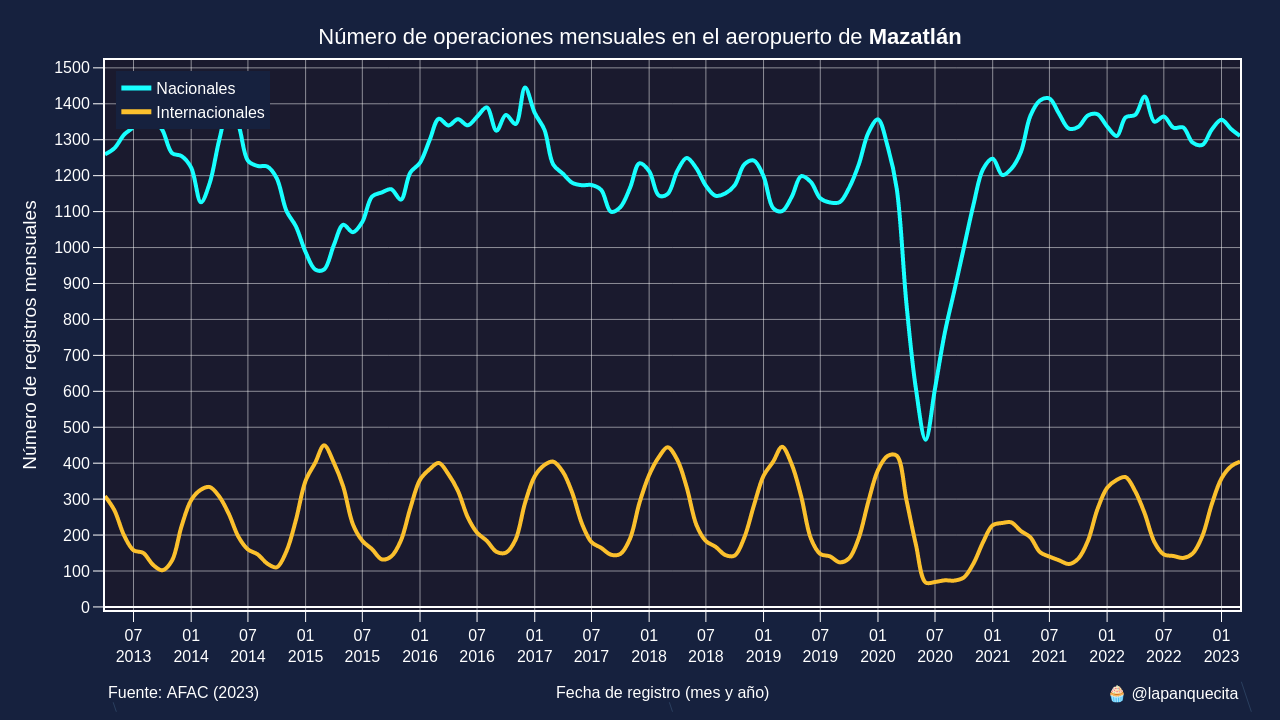 Número de operaciones mensuales en el aeropuerto de Mazatlán
Nacionales
Internacionales
Número de registros mensuales
1500
1400
1300
1200
1100
1000
900
800
700
600
500
400
300
200
100
0
07 01 07 01 07 01 07 01 07 01 07 01 07 01 07 01 07 01 07 01
2013 2014 2014 2015 2015 2016 2016 2017 2017 2018 2018 2019 2019 2020 2020 2021 2021 2022 2022 2023
Fuente: AFAC (2023)
Fecha de registro (mes y año)
🧁 @lapanquecita